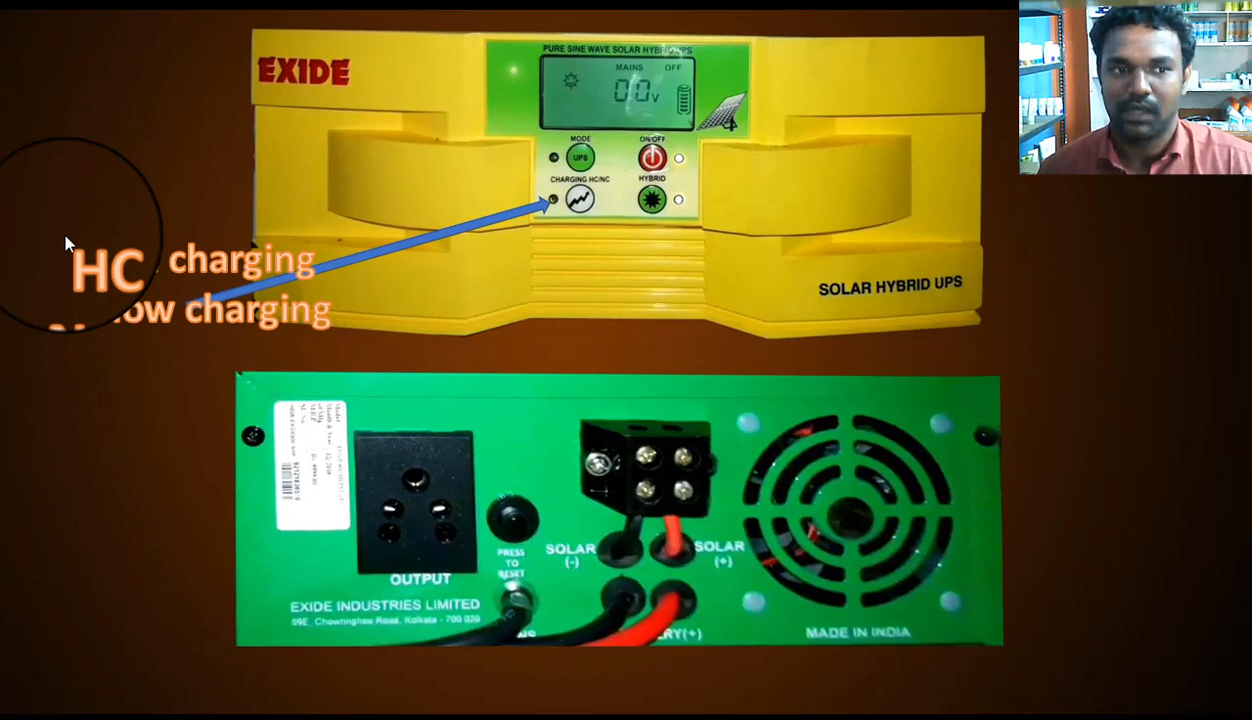 PURE SINE WAVE SOLAR HYBRID UPS
EXIDE
MAINS OFF
00v
MODE
ON/OFF
UPS
CHARGING HC/NC
HYBRID
HC charging
charging
SOLAR HYBRID UPS
OUTPUT
PRESS
TO
RESET
SOLAR
(-)
SOLAR
(+)
EXIDE INDUSTRIES LIMITED
59E, Chowringhee Road, Kolkata - 700 020
MADE IN INDIA